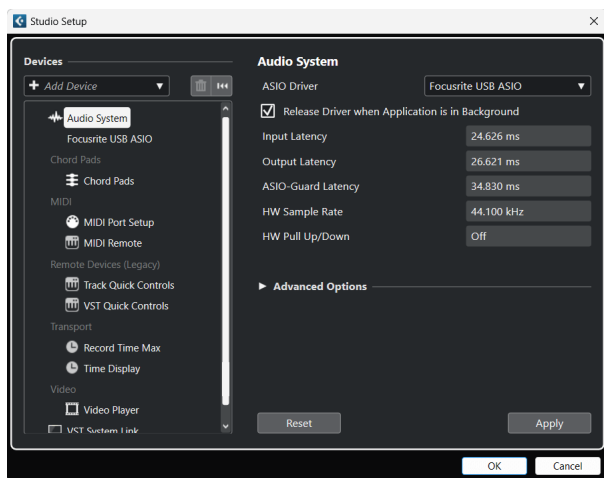 Studio Setup
Devices
Add Device
Audio System
Focusrite USB ASIO
Chord Pads
Chord Pads
MIDI
MIDI Port Setup
MIDI Remote
Remote Devices (Legacy)
Track Quick Controls
VST Quick Controls
Transport
Record Time Max
Time Display
Video
Video Player
VST System Link
Audio System
ASIO Driver Focusrite USB ASIO
Release Driver when Application is in Background
Input Latency 24.626 ms
Output Latency 26.621 ms
ASIO-Guard Latency 34.830 ms
HW Sample Rate 44.100 kHz
HW Pull Up/Down Off
Advanced Options
Reset Apply
OK Cancel